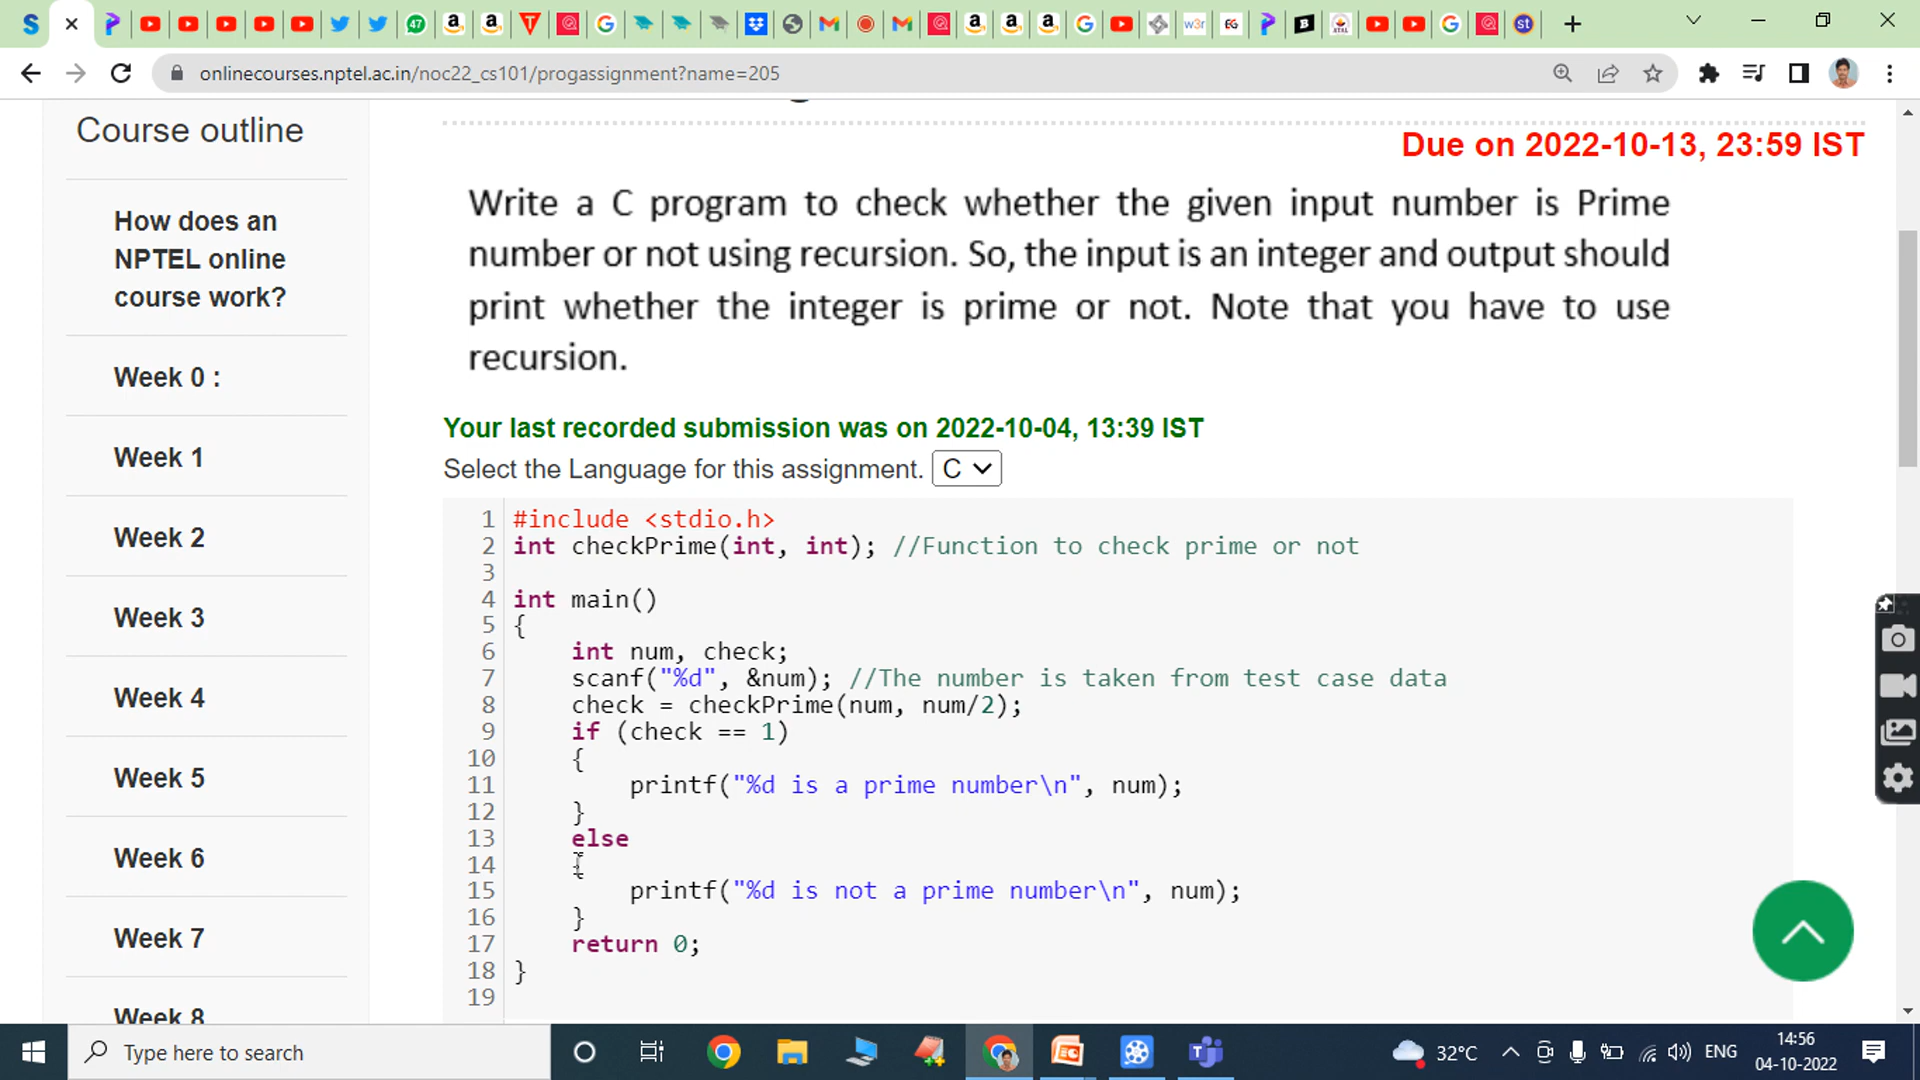 onlinecourses.nptel.ac.in/noc22_cs101/progassignment?name=205
Course outline
How does an
NPTEL online
course work?
Week 0 :
Week 1
Week 2
Week 3
Week 4
Week 5
Week 6
Week 7
Week 8
Due on 2022-10-13, 23:59 IST
Write a C program to check whether the given input number is Prime
number or not using recursion. So, the input is an integer and output should
print whether the integer is prime or not. Note that you have to use
recursion.
Your last recorded submission was on 2022-10-04, 13:39 IST
Select the Language for this assignment. C
1 #include <stdio.h>
2 int checkPrime(int, int); //Function to check prime or not
3
4 int main()
5 {
6 int num, check;
7 scanf("%d", &num); //The number is taken from test case data
8 check = checkPrime(num, num/2);
9 if (check == 1)
10 {
11 printf("%d is a prime number\n", num);
12 }
13 else
14 {
15 printf("%d is not a prime number\n", num);
16 }
17 return 0;
18 }
19
Type here to search
32°C
ENG
14:56
04-10-2022